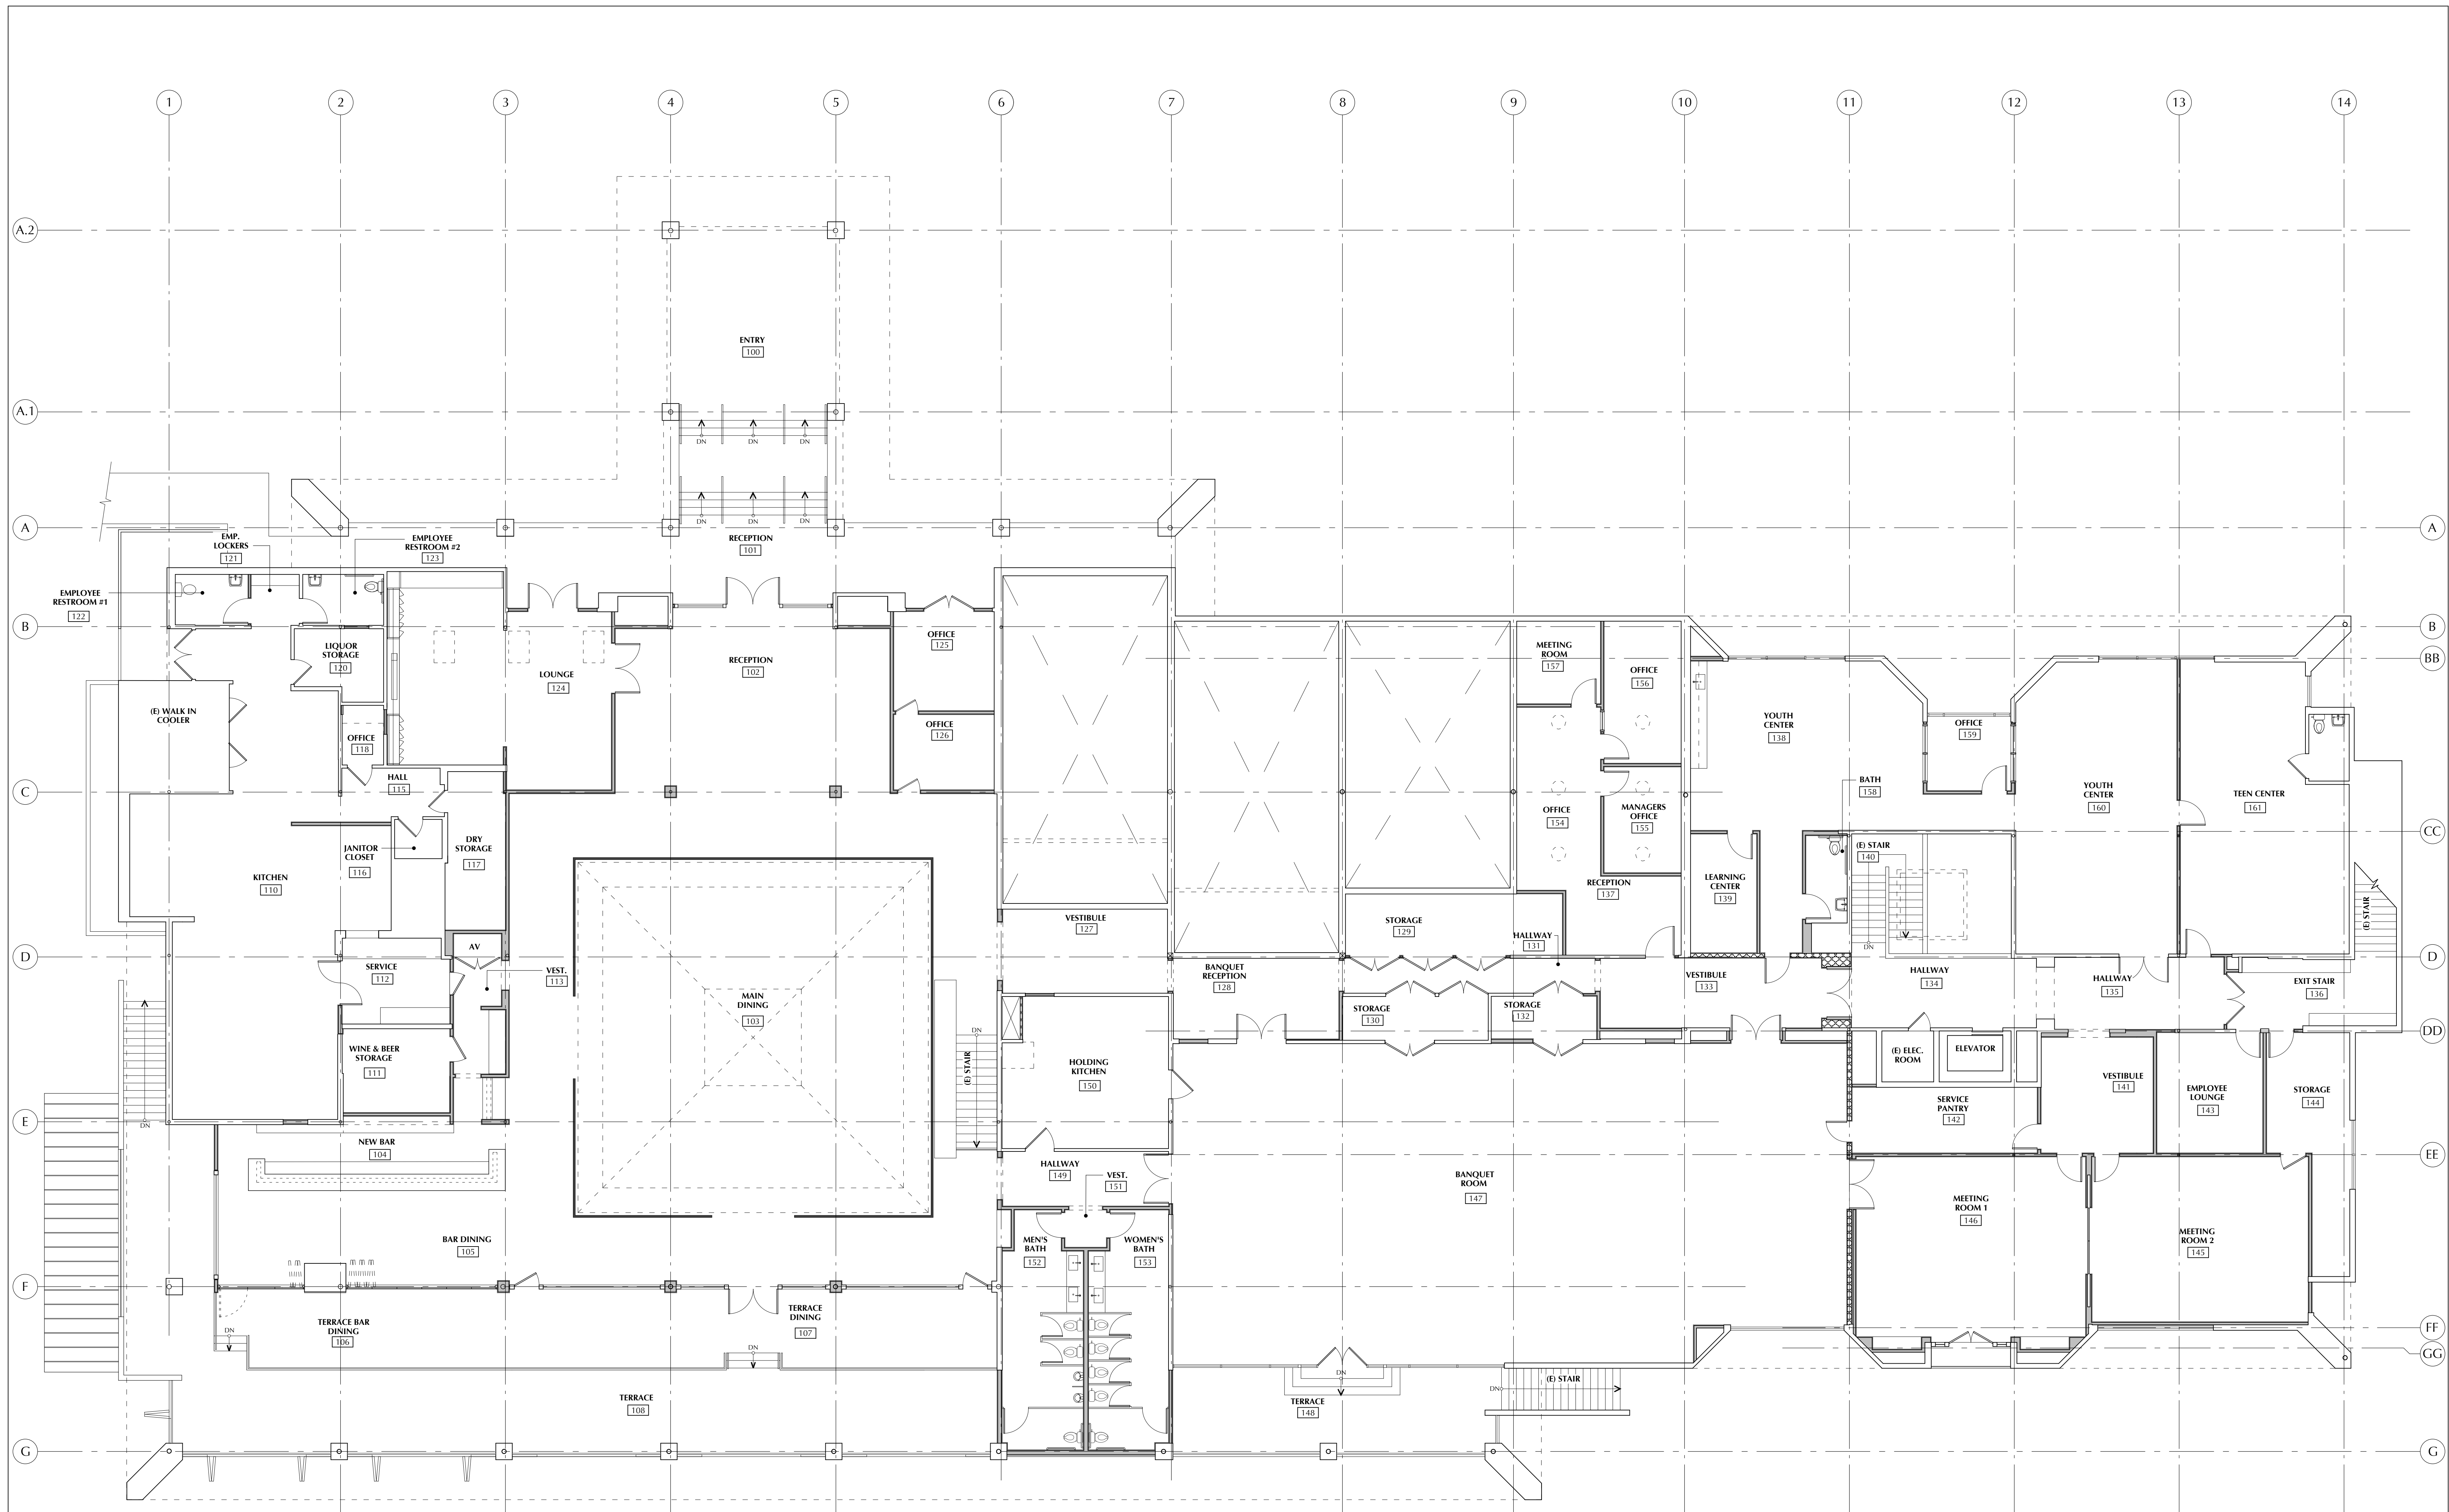 1
2
3
4
5
6
7
8
9
10
11
12
13
14
A.2
ENTRY
100
A.1
DN
DN
DN
DN
DN
DN
A
A
EMP.
LOCKERS
121
EMPLOYEE
RESTROOM #2
123
RECEPTION
101
EMPLOYEE
RESTROOM #1
122
B
B
LIQUOR
STORAGE
120
LOUNGE
124
RECEPTION
102
OFFICE
125
MEETING
ROOM
157
OFFICE
156
BB
(E) WALK IN
COOLER
OFFICE
118
OFFICE
126
YOUTH
CENTER
138
OFFICE
159
HALL
115
C
C
BATH
158
YOUTH
CENTER
160
TEEN CENTER
161
OFFICE
154
MANAGERS
OFFICE
155
DRY
STORAGE
117
JANITOR
CLOSET
116
CC
(E) STAIR
140
KITCHEN
110
LEARNING
CENTER
139
RECEPTION
137
VESTIBULE
127
STORAGE
129
HALLWAY
131
(E) STAIR
AV
DN
D
D
SERVICE
112
VEST.
113
BANQUET
RECEPTION
128
VESTIBULE
133
HALLWAY
134
HALLWAY
135
EXIT STAIR
136
MAIN
DINING
103
STORAGE
130
STORAGE
132
DN
DD
WINE & BEER
STORAGE
111
(E) STAIR
HOLDING
KITCHEN
150
(E) ELEC.
ROOM
ELEVATOR
VESTIBULE
141
EMPLOYEE
LOUNGE
143
STORAGE
144
SERVICE
PANTRY
142
E
E
DN
NEW BAR
104
HALLWAY
149
VEST.
151
BANQUET
ROOM
147
EE
MEETING
ROOM 1
146
MEETING
ROOM 2
145
BAR DINING
105
MEN'S
BATH
152
WOMEN'S
BATH
153
F
F
TERRACE BAR
DINING
106
TERRACE
DINING
107
DN
DN
FF
GG
DN
(E) STAIR
DN
TERRACE
108
TERRACE
148
G
G